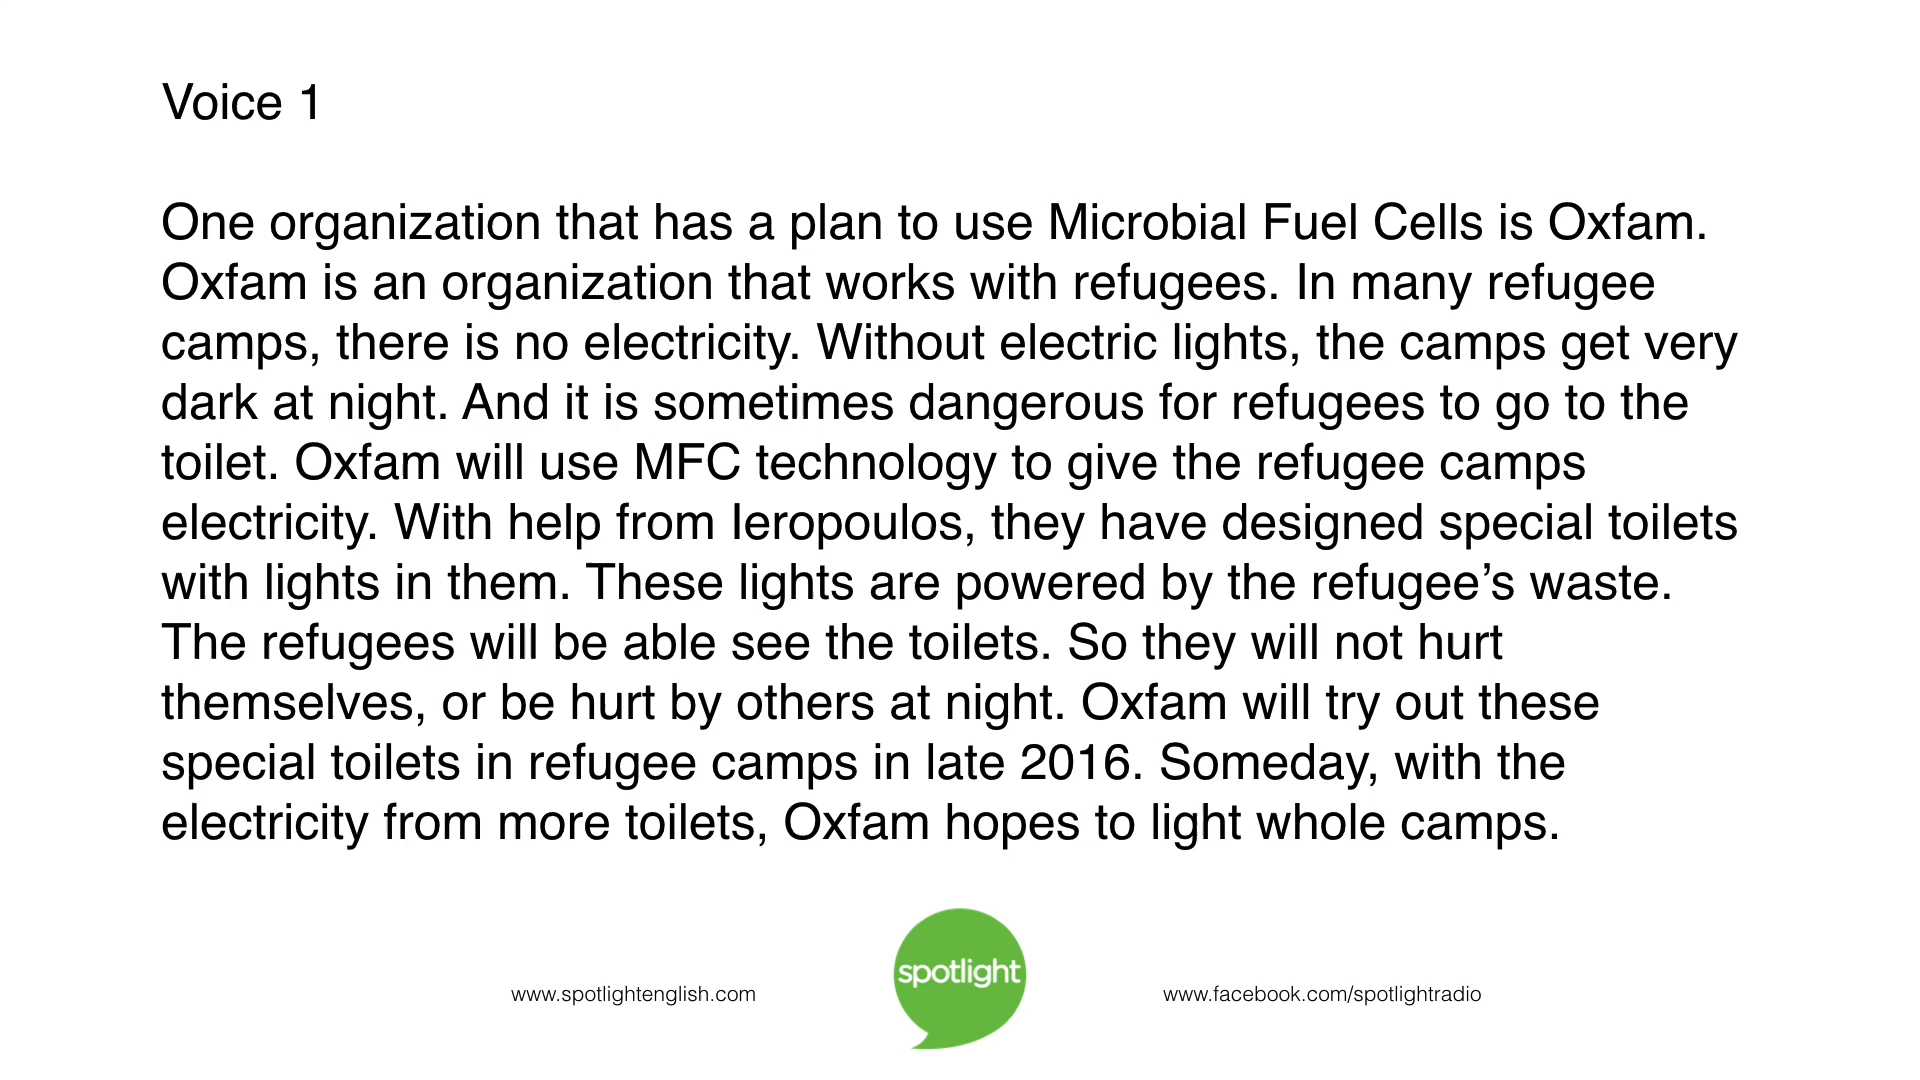 Voice 1
One organization that has a plan to use Microbial Fuel Cells is Oxfam.
Oxfam is an organization that works with refugees. In many refugee
camps, there is no electricity. Without electric lights, the camps get very
dark at night. And it is sometimes dangerous for refugees to go to the
toilet. Oxfam will use MFC technology to give the refugee camps
electricity. With help from Ieropoulos, they have designed special toilets
with lights in them. These lights are powered by the refugee’s waste.
The refugees will be able see the toilets. So they will not hurt
themselves, or be hurt by others at night. Oxfam will try out these
special toilets in refugee camps in late 2016. Someday, with the
electricity from more toilets, Oxfam hopes to light whole camps.
www.spotlightenglish.com
spotlight
www.facebook.com/spotlightradio